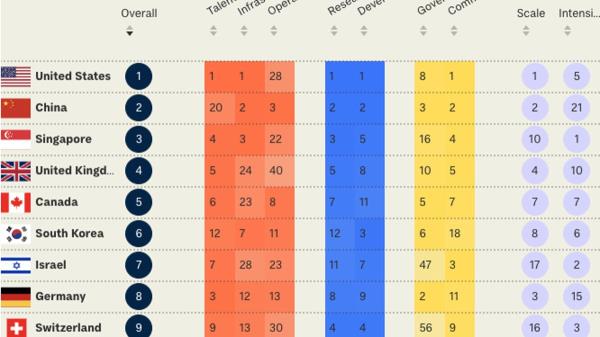 Overall Talen Infras Opera Resea Devel Gove Comm Scale Intensi...
United States 1 1 1 28 1 1 8 1 1 5
China 2 20 2 3 2 2 3 2 2 21
Singapore 3 4 3 22 3 5 16 4 10 1
United Kingd... 4 5 24 40 5 8 10 5 4 10
Canada 5 6 23 8 7 11 5 7 7 7
South Korea 6 12 7 11 12 3 6 18 8 6
Israel 7 7 28 23 11 7 47 3 17 2
Germany 8 3 12 13 8 9 2 11 3 15
Switzerland 9 9 13 30 4 4 56 9 16 3